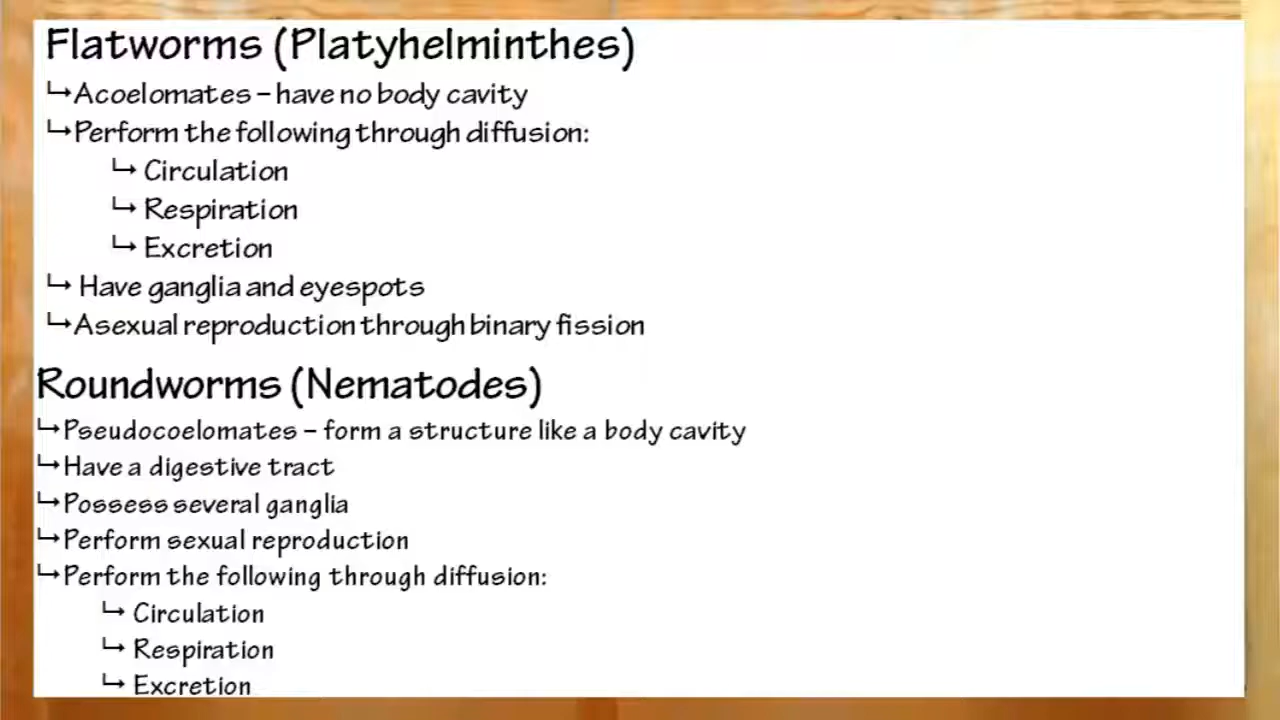 Flatworms (Platyhelminthes)
↳Acoelomates – have no body cavity
↳Perform the following through diffusion:
↳ Circulation
↳ Respiration
↳ Excretion
↳ Have ganglia and eyespots
↳Asexual reproduction through binary fission
Roundworms (Nematodes)
↳Pseudocoelomates – form a structure like a body cavity
↳Have a digestive tract
↳Possess several ganglia
↳Perform sexual reproduction
↳Perform the following through diffusion:
↳ Circulation
↳ Respiration
↳ Excretion